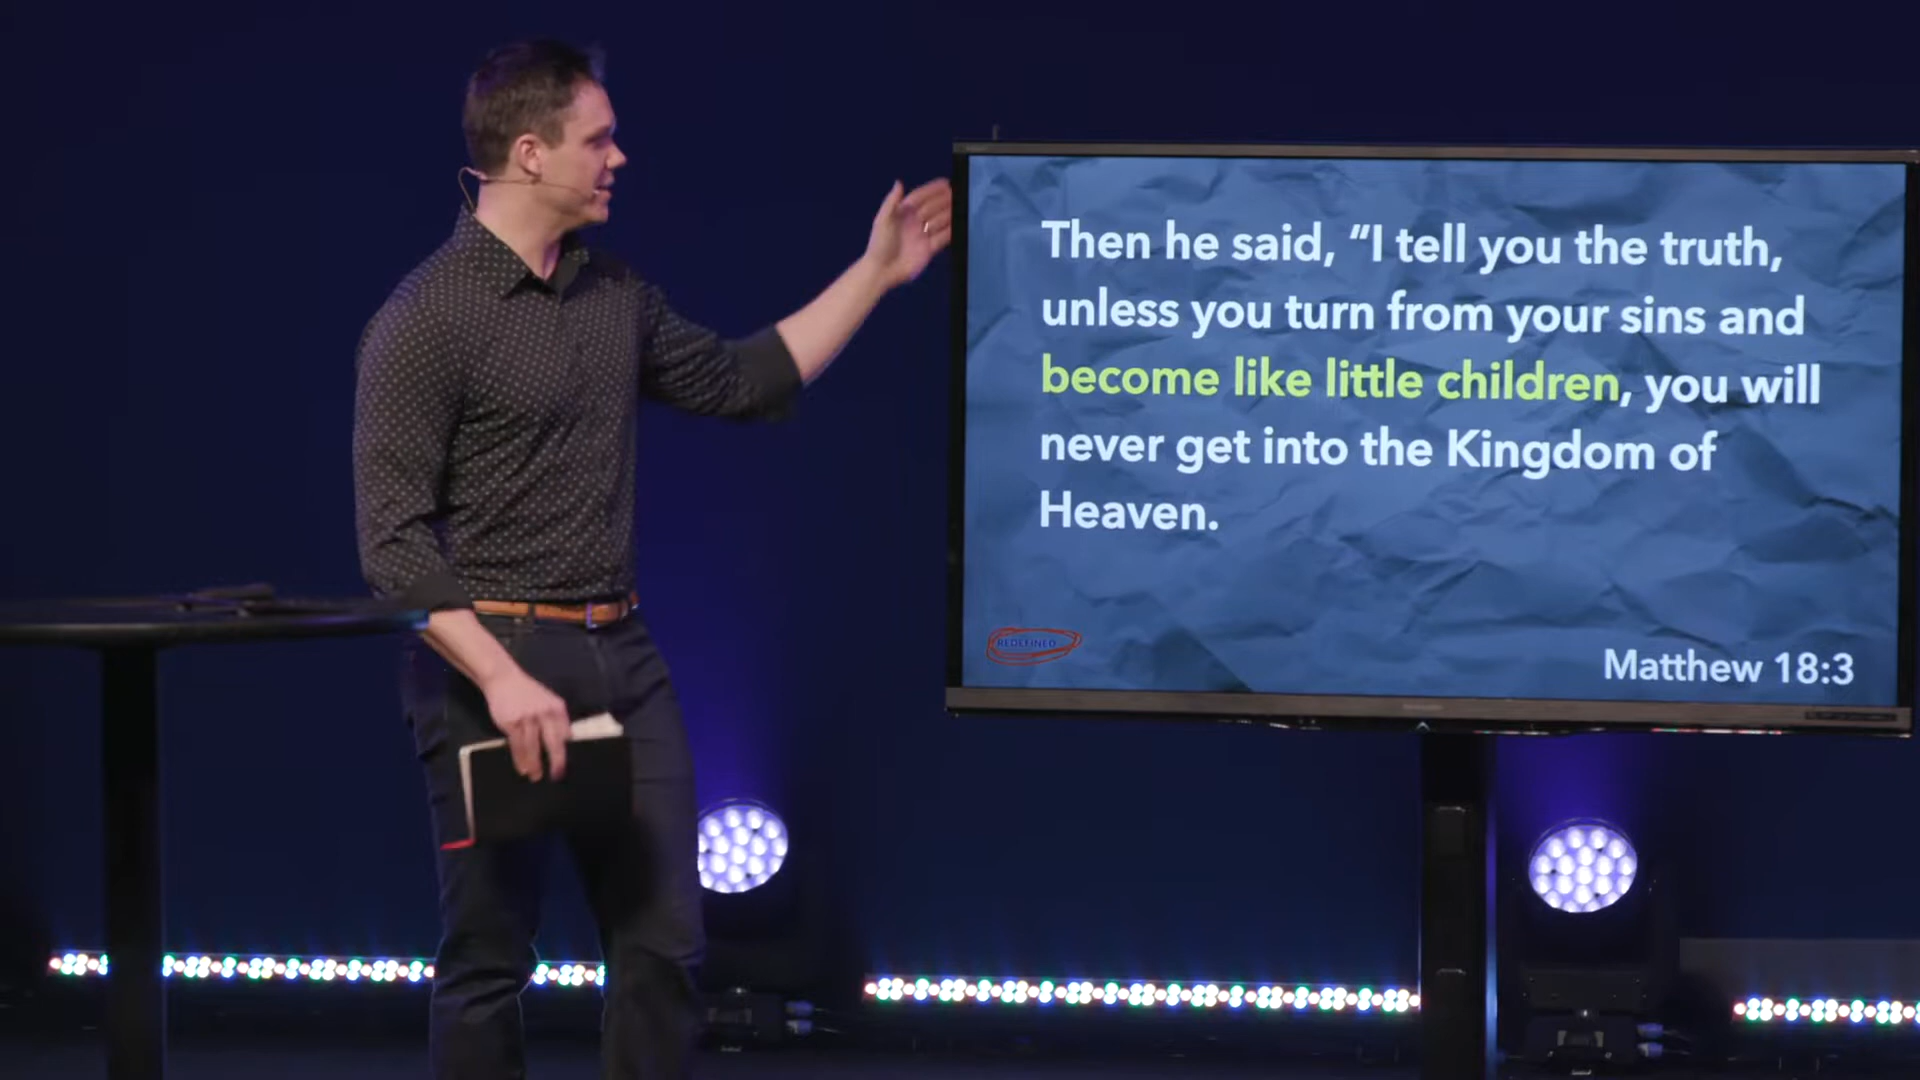 Then he said, “I tell you the truth,
unless you turn from your sins and
become like little children, you will
never get into the Kingdom of
Heaven.
REDEFINED
Matthew 18:3